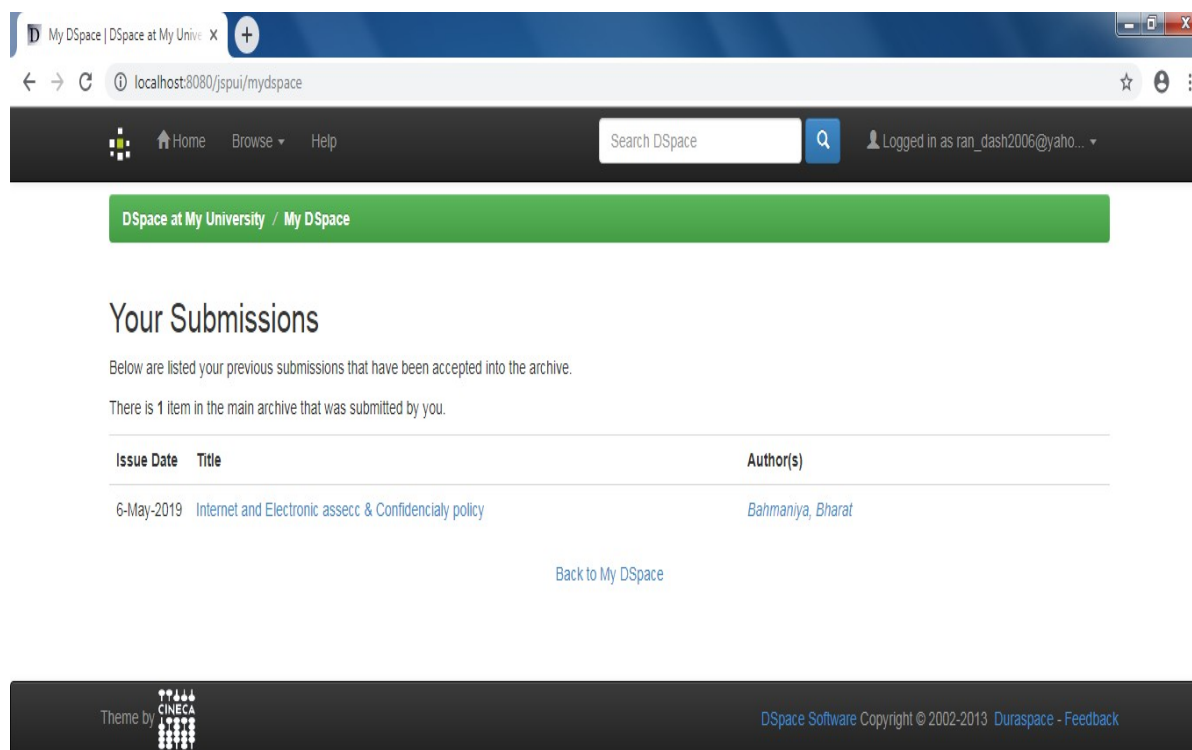 My DSpace | DSpace at My Unive
localhost:8080/jspui/mydspace
Home Browse Help Search DSpace Logged in as ran_dash2006@yaho...
DSpace at My University / My DSpace
Your Submissions
Below are listed your previous submissions that have been accepted into the archive.
There is 1 item in the main archive that was submitted by you.
Issue Date Title Author(s)
6-May-2019 Internet and Electronic assecc & Confidencialy policy Bahmaniya, Bharat
Back to My DSpace
Theme by CINECA DSpace Software Copyright © 2002-2013 Duraspace - Feedback